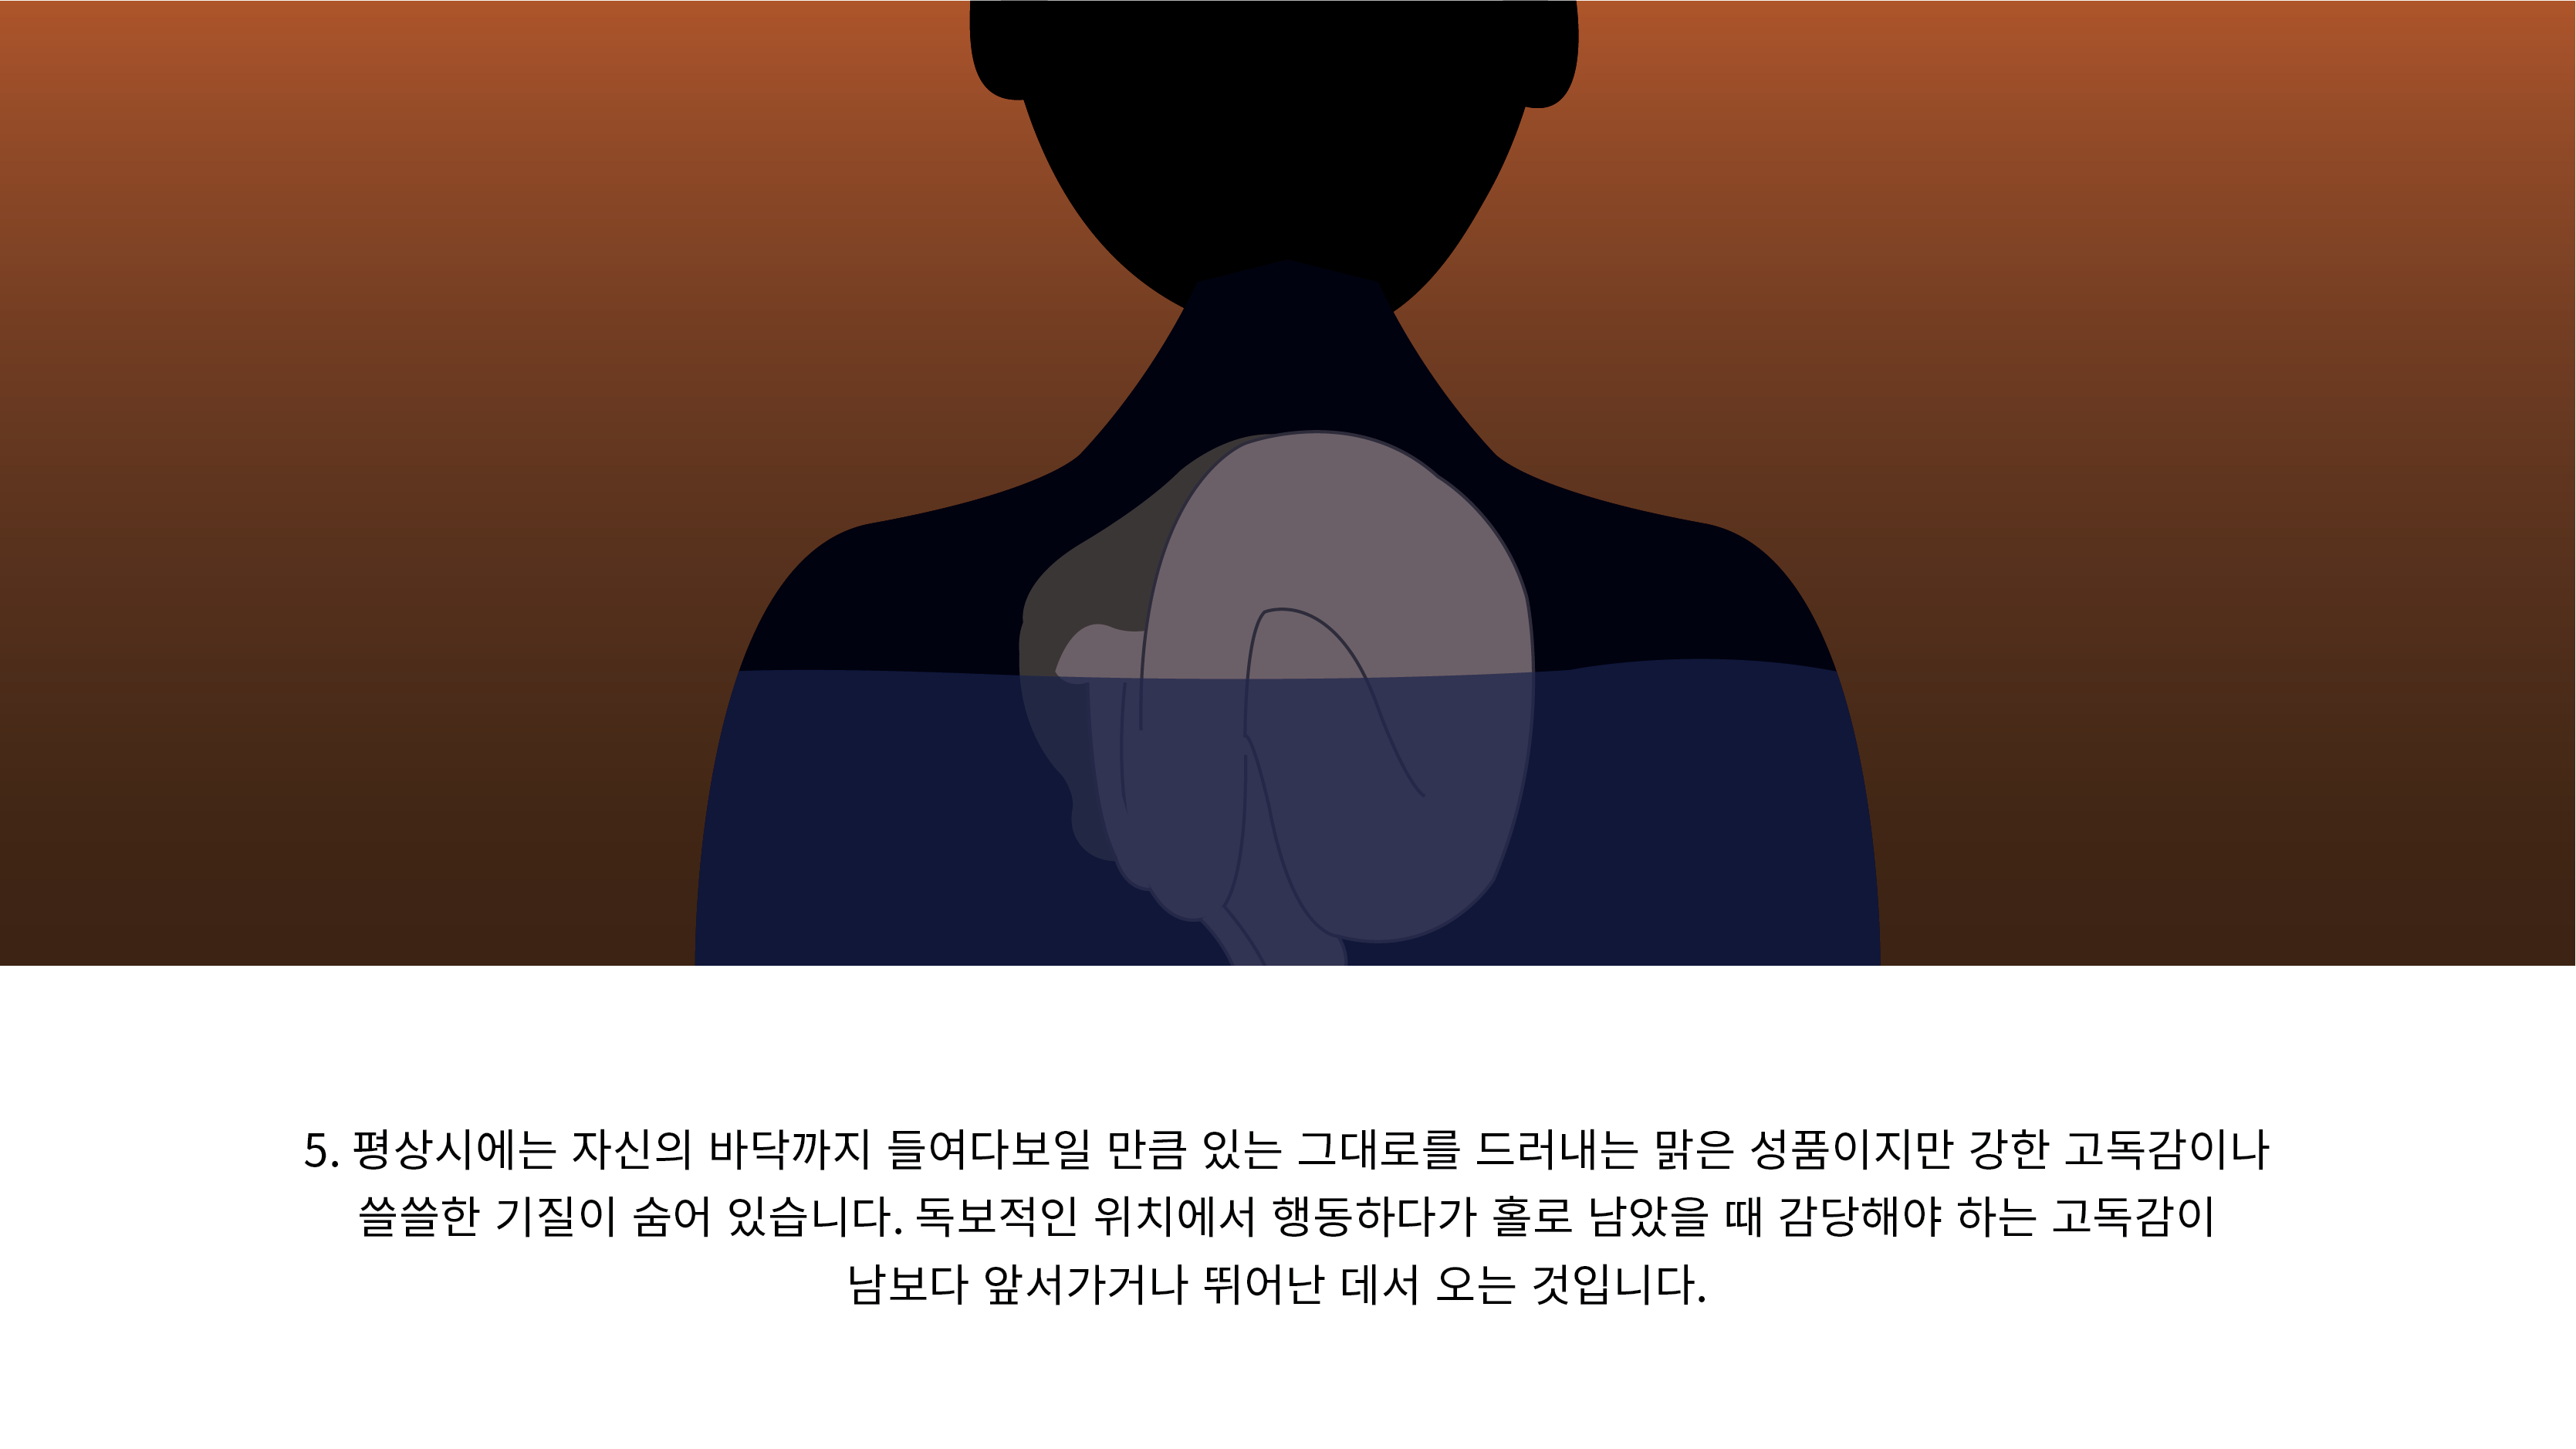 5. 평상시에는 자신의 바닥까지 들여다보일 만큼 있는 그대로를 드러내는 맑은 성품이지만 강한 고독감이나
쓸쓸한 기질이 숨어 있습니다. 독보적인 위치에서 행동하다가 홀로 남았을 때 감당해야 하는 고독감이
남보다 앞서가거나 뛰어난 데서 오는 것입니다.